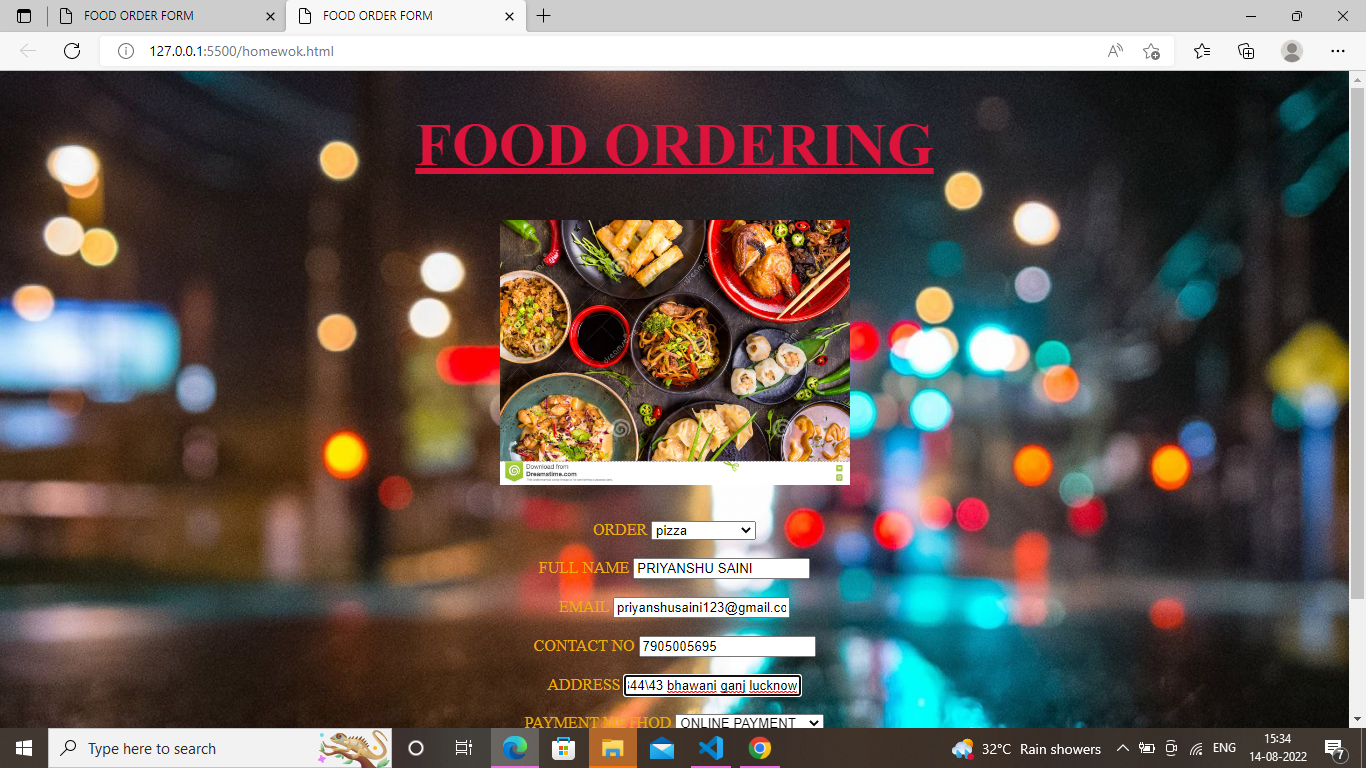 FOOD ORDER FORM
FOOD ORDER FORM
127.0.0.1:5500/homewok.html
FOOD ORDERING
Download from
Dreamstime.com
ORDER pizza
FULL NAME PRIYANSHU SAINI
EMAIL priyanshusaini123@gmail.co
CONTACT NO 7905005695
ADDRESS 44\43 bhawani ganj lucknow
PAYMENT METHOD ONLINE PAYMENT
Type here to search
32°C Rain showers
ENG
15:34
14-08-2022
7